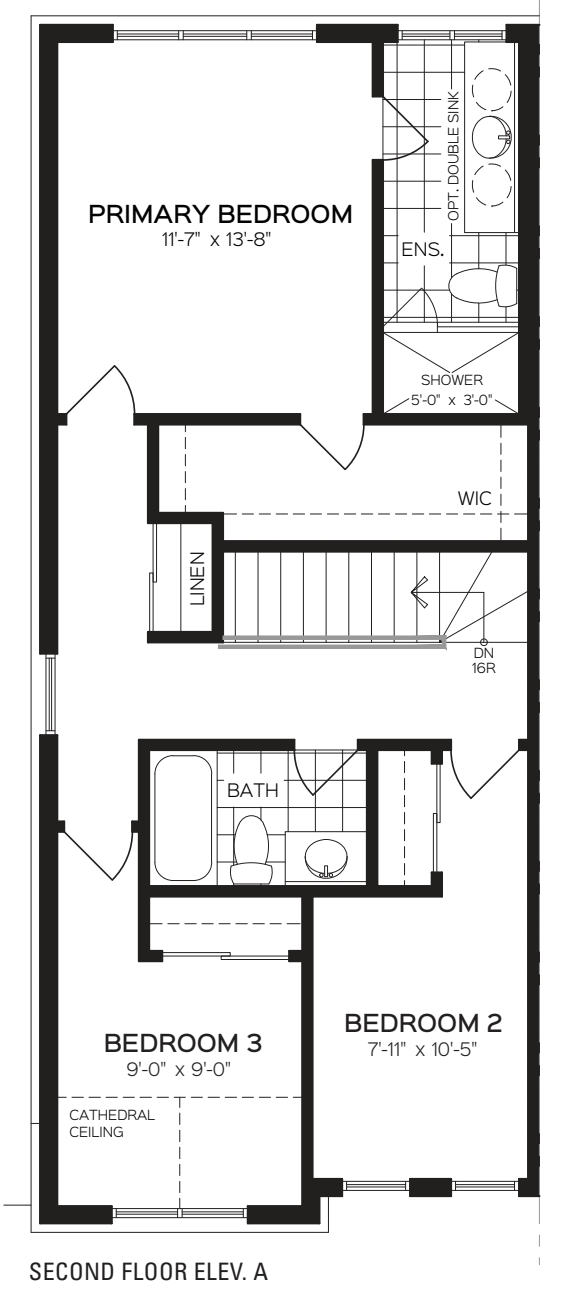 OPT. DOUBLE SINK
PRIMARY BEDROOM
11'-7" x 13'-8"
ENS.
SHOWER
5'-0" x 3'-0"
WIC
LINEN
DN
16R
BATH
BEDROOM 2
7'-11" x 10'-5"
BEDROOM 3
9'-0" x 9'-0"
CATHEDRAL
CEILING
SECOND FLOOR ELEV. A